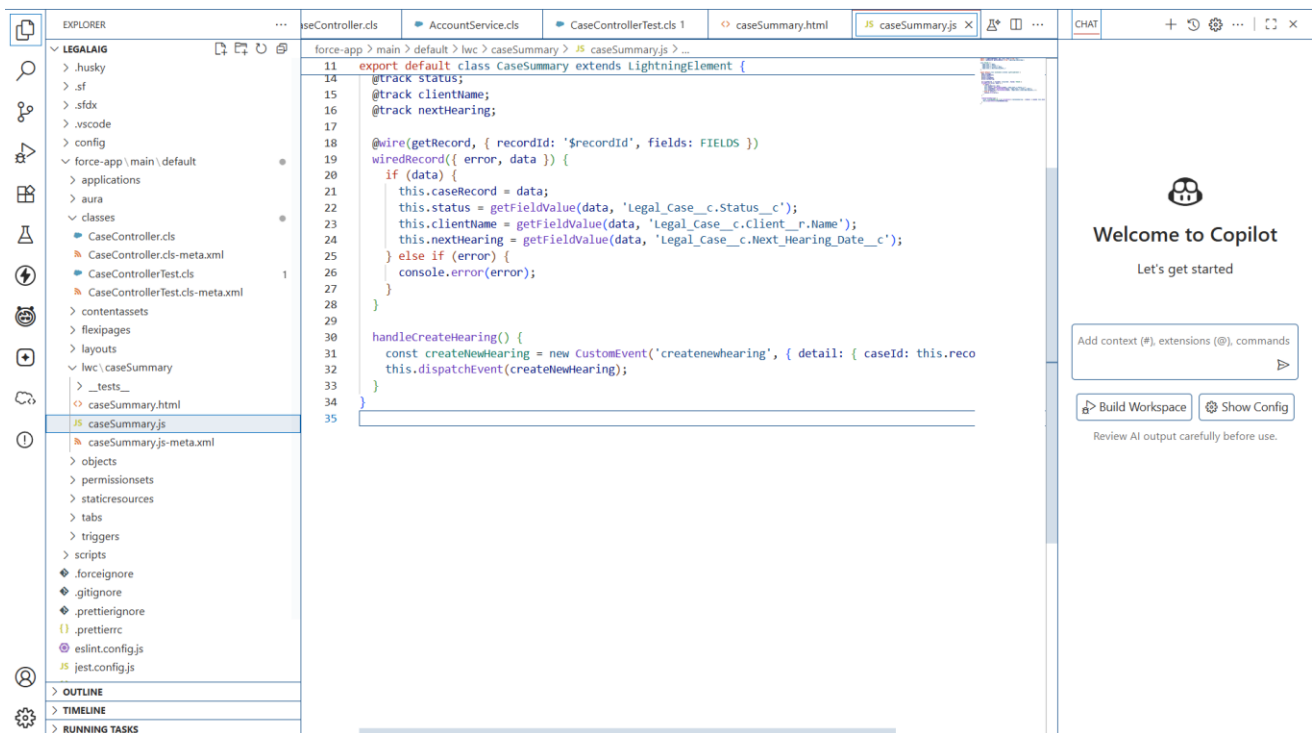 EXPLORER
LEGALAIG
.husky
.sf
.sfdx
.vscode
config
force-app\main\default
applications
aura
classes
CaseController.cls
CaseController.cls-meta.xml
CaseControllerTest.cls 1
CaseControllerTest.cls-meta.xml
contentassets
flexipages
layouts
lwc\caseSummary
__tests__
caseSummary.html
caseSummary.js
caseSummary.js-meta.xml
objects
permissionsets
staticresources
tabs
triggers
scripts
.forceignore
.gitignore
.prettierignore
.prettierrc
eslint.config.js
jest.config.js
OUTLINE
TIMELINE
RUNNING TASKS
aseController.cls AccountService.cls CaseControllerTest.cls 1 caseSummary.html JS caseSummary.js
force-app > main > default > lwc > caseSummary > JS caseSummary.js > ...
11 export default class CaseSummary extends LightningElement {
14 @track status;
15 @track clientName;
16 @track nextHearing;
17
18 @wire(getRecord, { recordId: '$recordId', fields: FIELDS })
19 wiredRecord({ error, data }) {
20 if (data) {
21 this.caseRecord = data;
22 this.status = getFieldValue(data, 'Legal_Case__c.Status__c');
23 this.clientName = getFieldValue(data, 'Legal_Case__c.Client__r.Name');
24 this.nextHearing = getFieldValue(data, 'Legal_Case__c.Next_Hearing_Date__c');
25 } else if (error) {
26 console.error(error);
27 }
28 }
29
30 handleCreateHearing() {
31 const createNewHearing = new CustomEvent('createnewhearing', { detail: { caseId: this.reco
32 this.dispatchEvent(createNewHearing);
33 }
34 }
35
CHAT
Welcome to Copilot
Let's get started
Add context (#), extensions (@), commands
Build Workspace Show Config
Review AI output carefully before use.